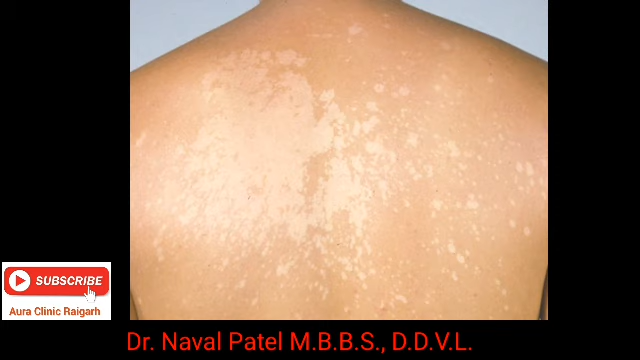 SUBSCRIBE
Aura Clinic Raigarh
Dr. Naval Patel M.B.B.S., D.D.V.L.